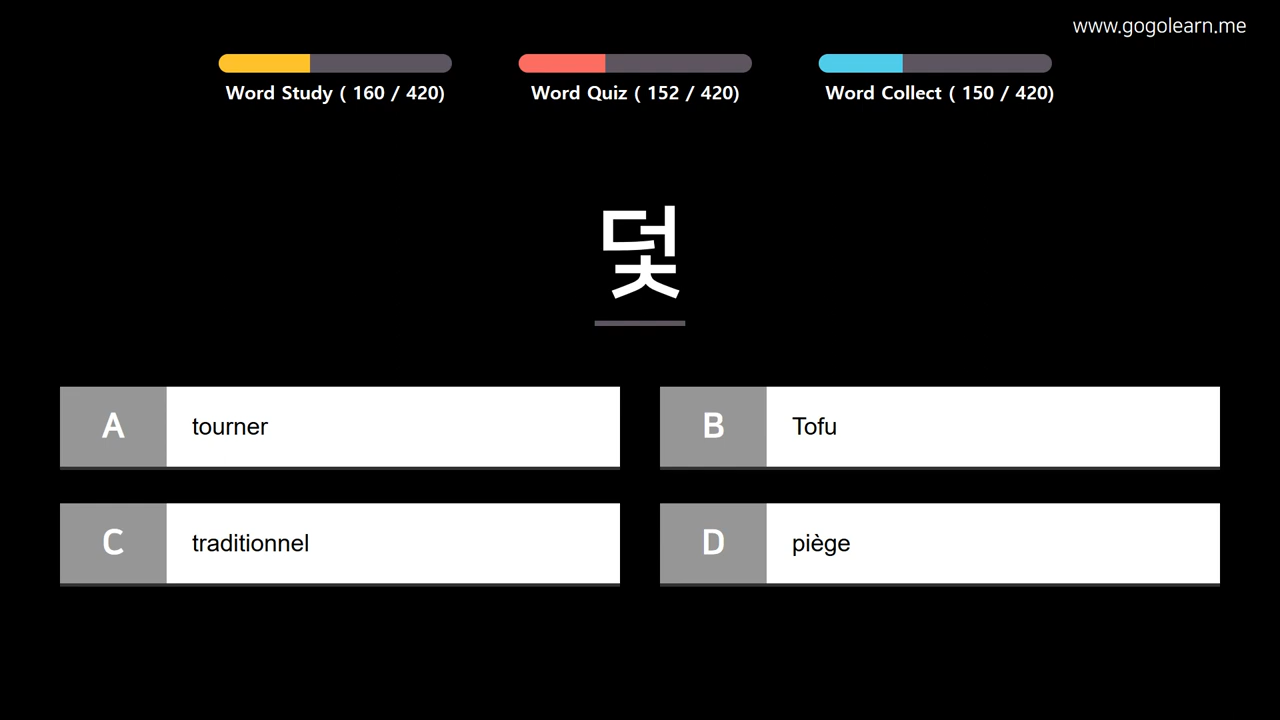 www.gogolearn.me
Word Study ( 160 / 420)
Word Quiz ( 152 / 420)
Word Collect ( 150 / 420)
덫
A tourner
B Tofu
C traditionnel
D piège